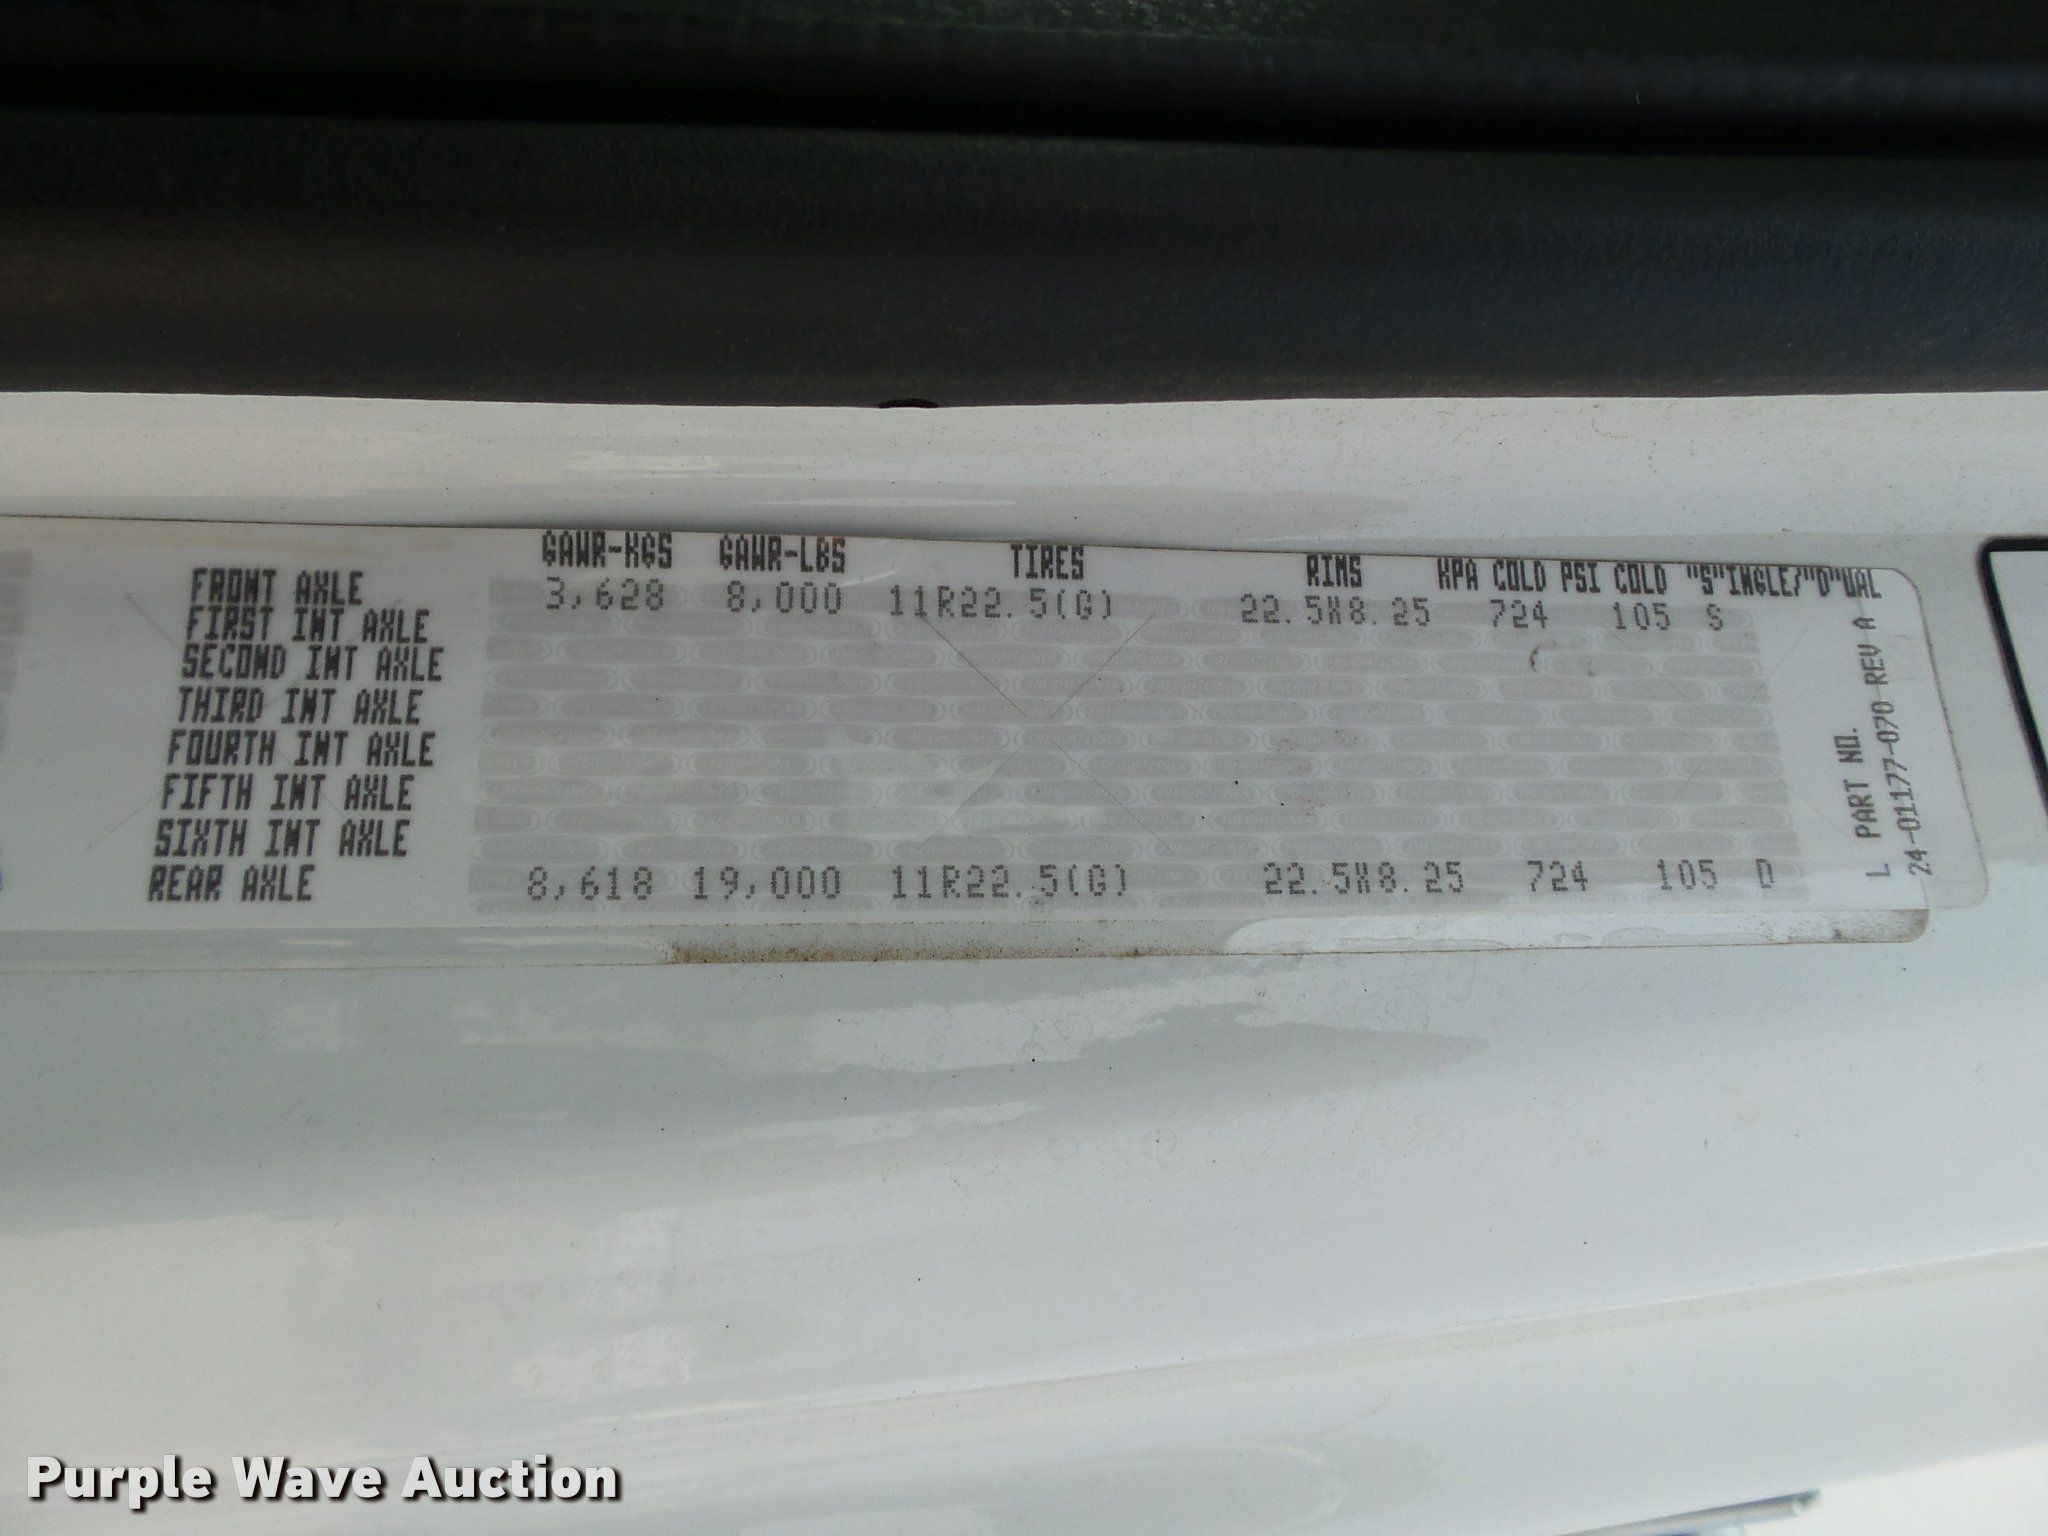 GAWR-KGS GAWR-LBS TIRES RIMS KPA COLD PSI COLD "S"INGLE/"D"UAL
FRONT AXLE 3,628 8,000 11R22.5(G) 22.5X8.25 724 105 S
FIRST INT AXLE
SECOND INT AXLE
THIRD INT AXLE
FOURTH INT AXLE
FIFTH INT AXLE
SIXTH INT AXLE
REAR AXLE 8,618 19,000 11R22.5(G) 22.5X8.25 724 105 D
L PART NO.
24-01177-070 REV A
Purple Wave Auction